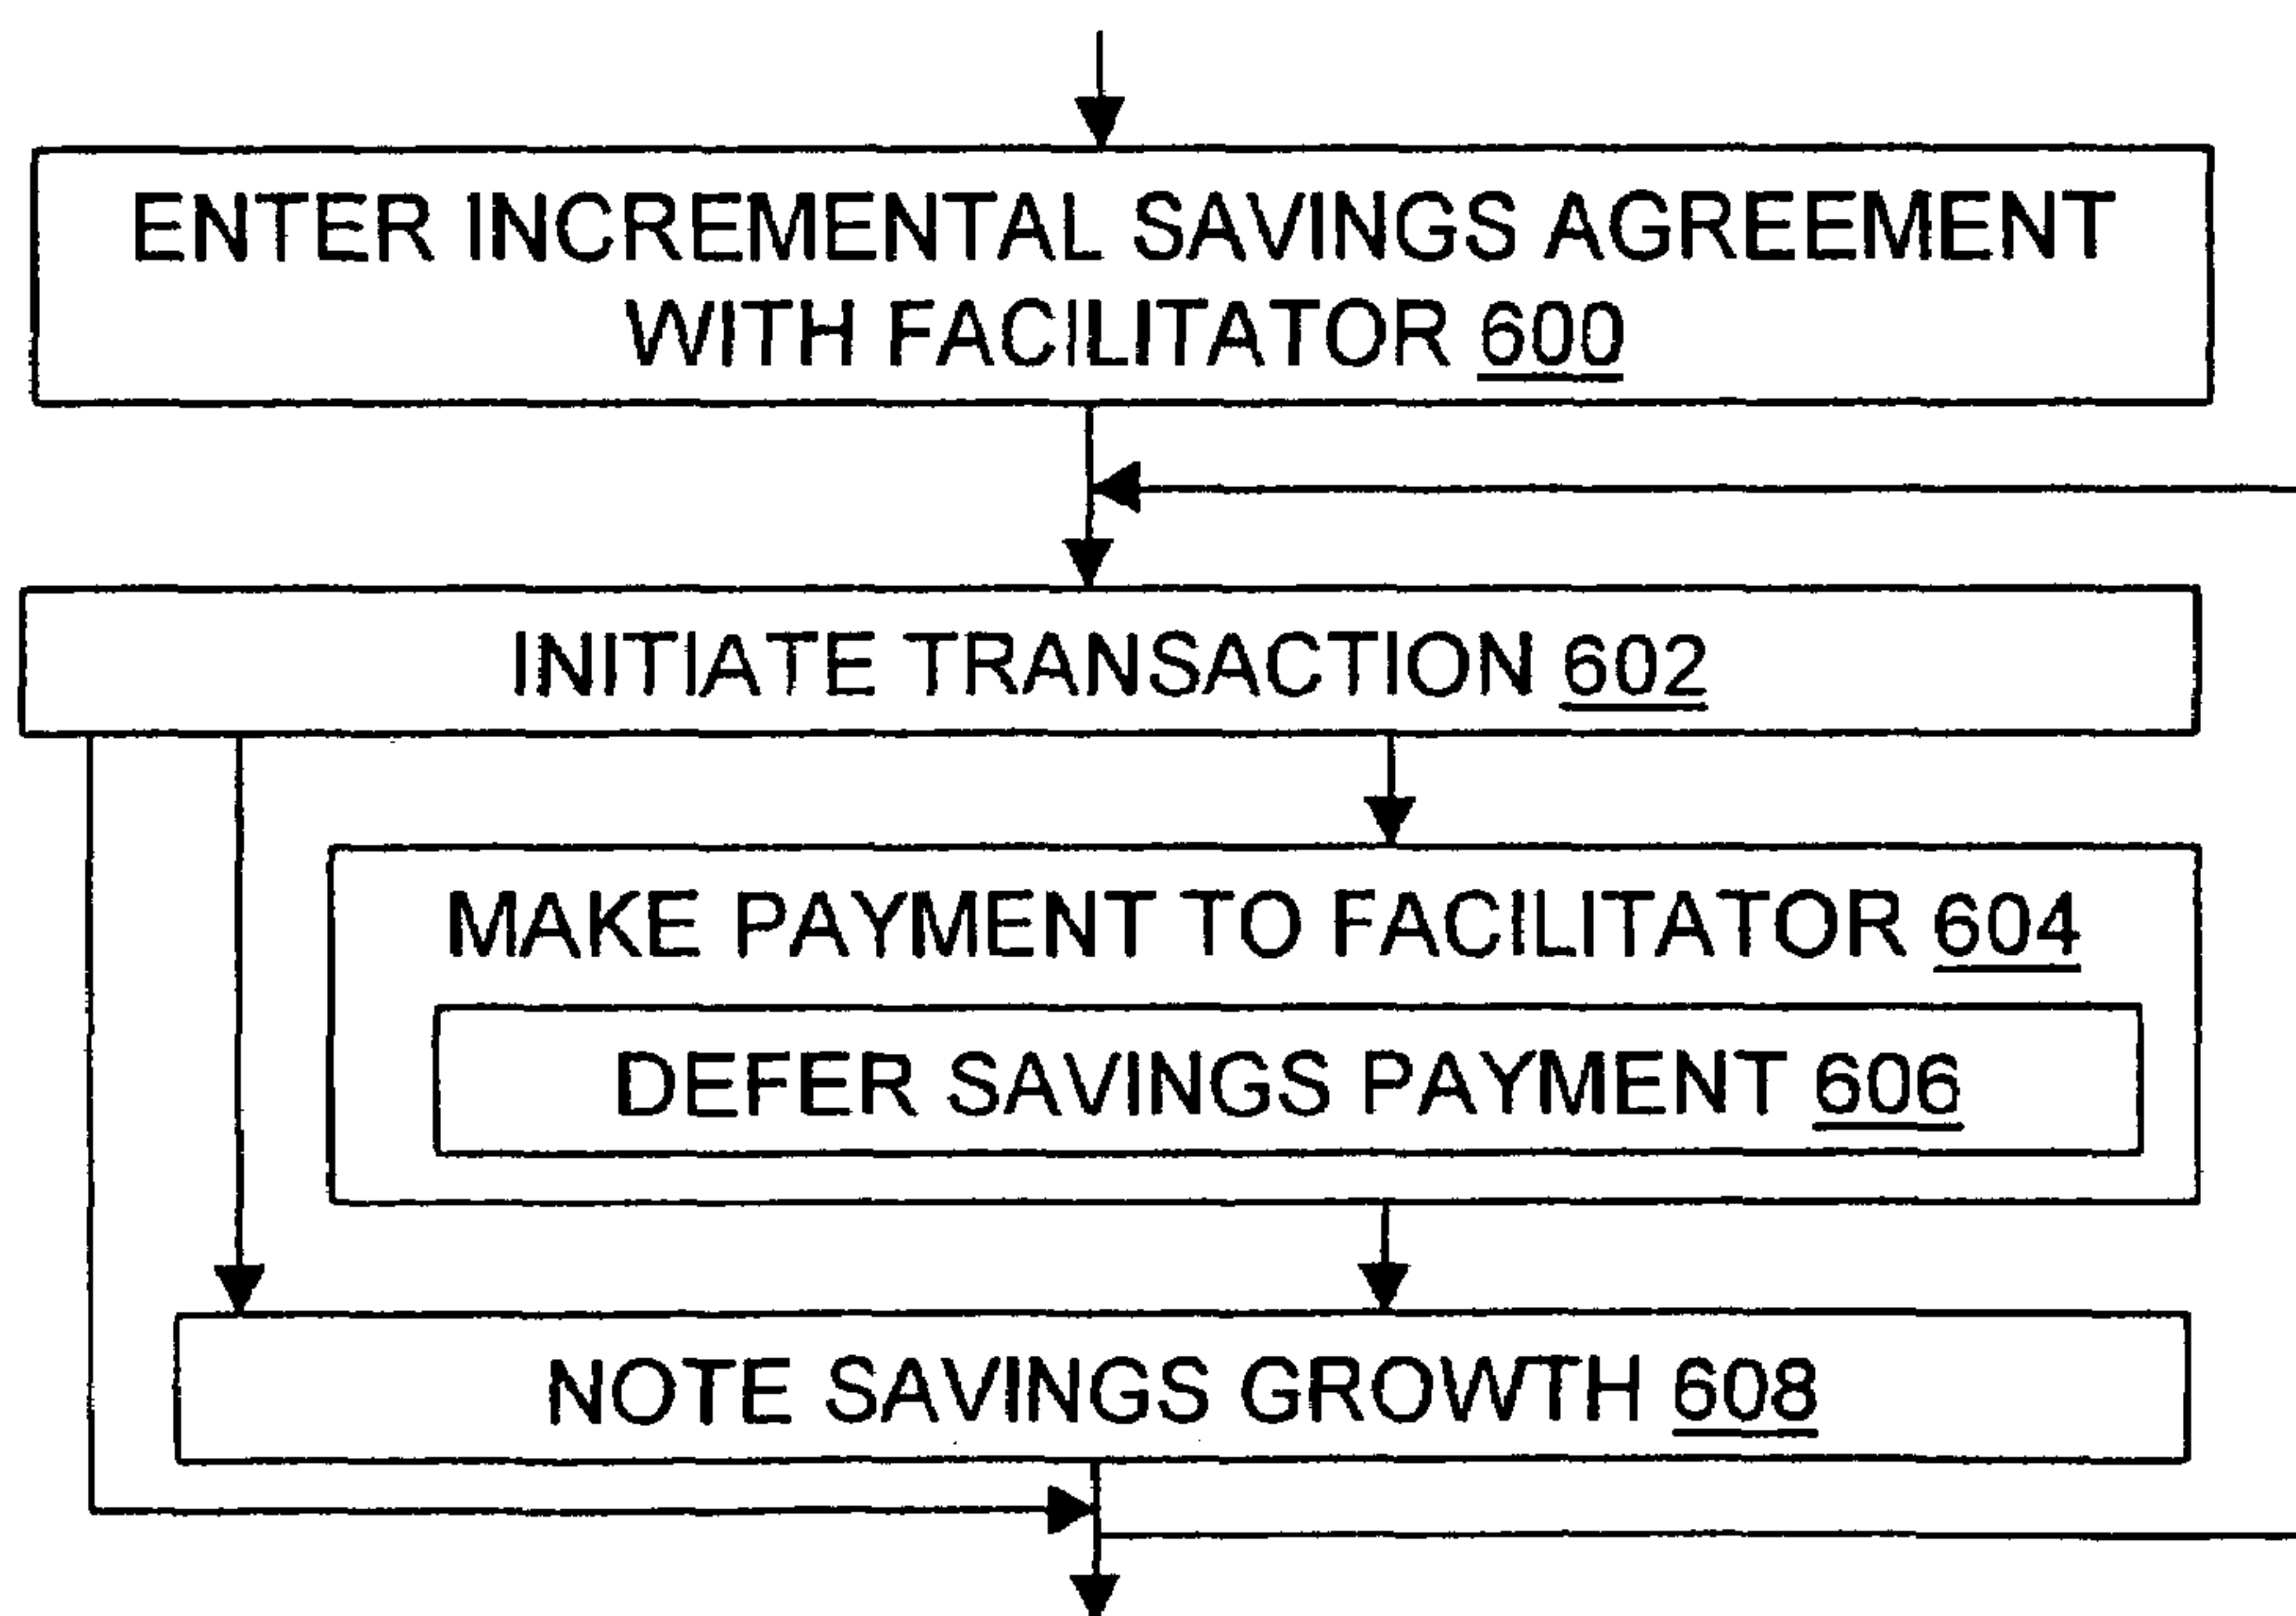 ENTER INCREMENTAL SAVINGS AGREEMENT
WITH FACILITATOR 600
INITIATE TRANSACTION 602
MAKE PAYMENT TO FACILITATOR 604
DEFER SAVINGS PAYMENT 606
NOTE SAVINGS GROWTH 608